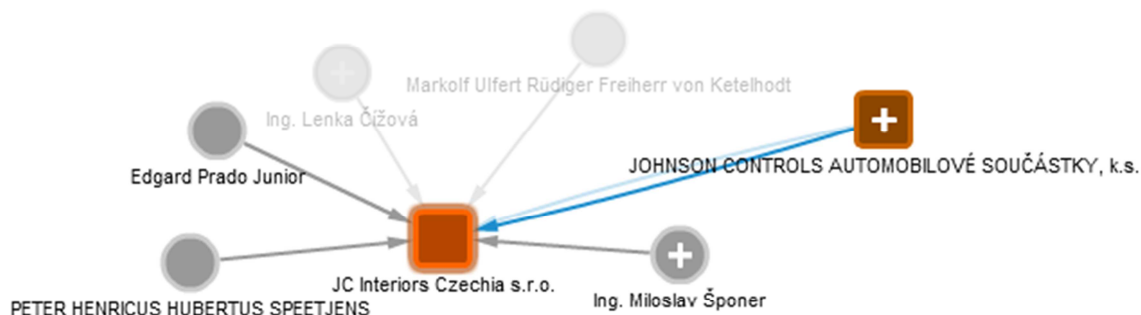 Markolf Ulfert Rüdiger Freiherr von Ketelhodt
Ing. Lenka Čížová
JOHNSON CONTROLS AUTOMOBILOVÉ SOUČÁSTKY, k.s.
Edgard Prado Junior
JC Interiors Czechia s.r.o.
Ing. Miloslav Šponer
PETER HENRICUS HUBERTUS SPEETJENS